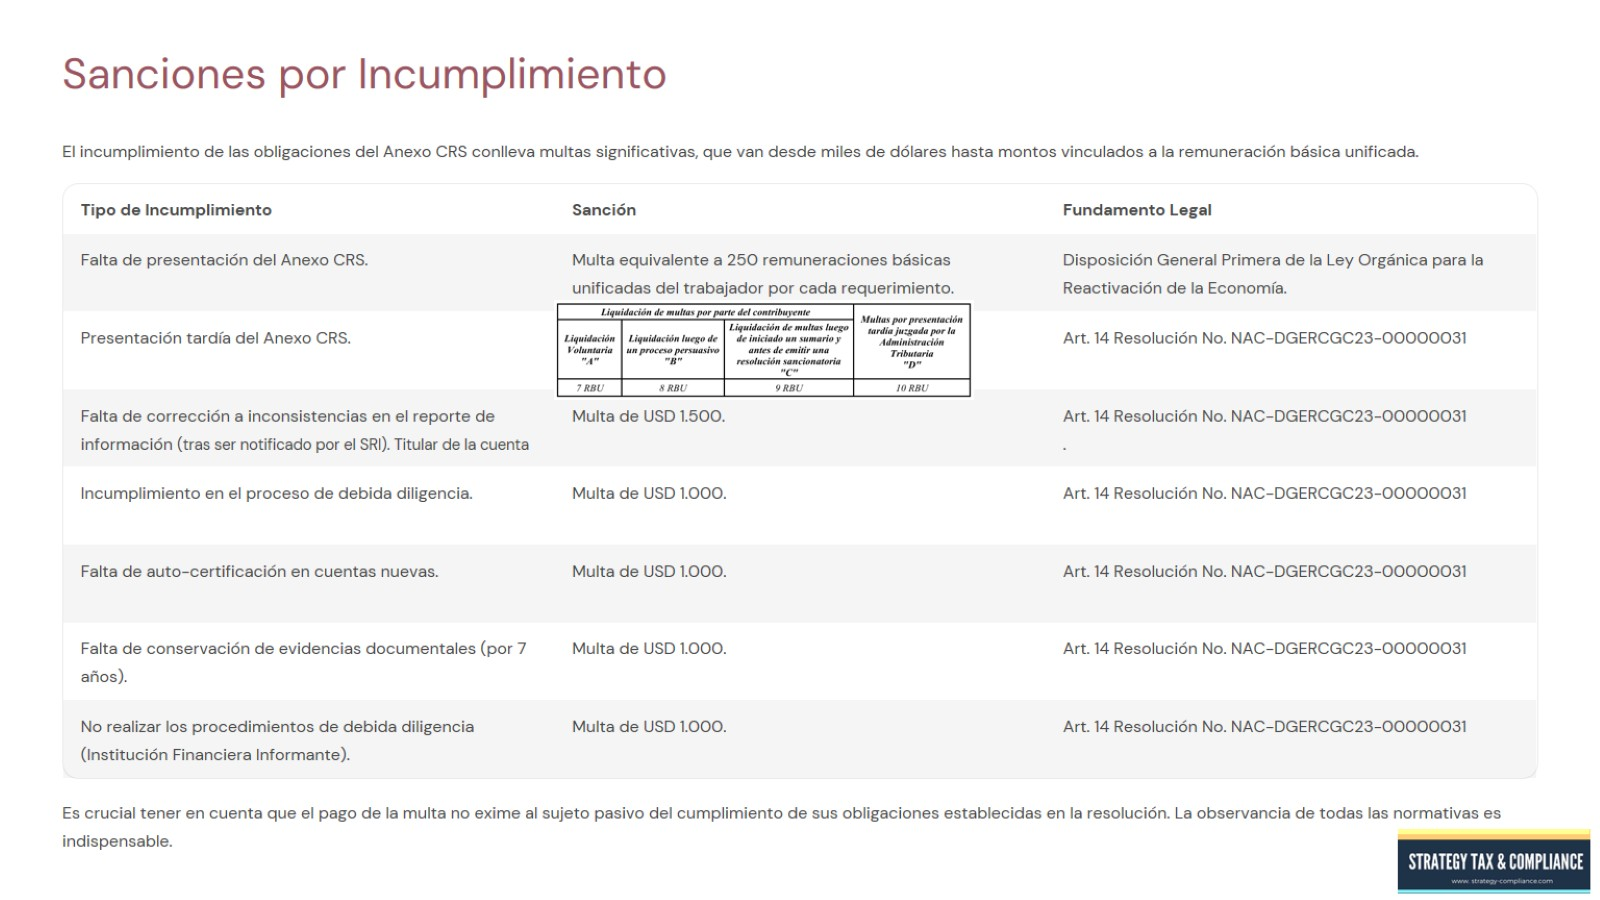 Sanciones por Incumplimiento
El incumplimiento de las obligaciones del Anexo CRS conlleva multas significativas, que van desde miles de dólares hasta montos vinculados a la remuneración básica unificada.
Tipo de Incumplimiento
Sanción
Fundamento Legal
Falta de presentación del Anexo CRS.
Multa equivalente a 250 remuneraciones básicas
unificadas del trabajador por cada requerimiento.
Disposición General Primera de la Ley Orgánica para la
Reactivación de la Economía.
Presentación tardía del Anexo CRS.
Liquidación de multas por parte del contribuyente
Liquidación
Voluntaria
"A"
Liquidación luego de
un proceso persuasivo
"B"
Liquidación de multas luego
de iniciado un sumario y
antes de emitir una
resolución sancionatoria
"C"
Multas por presentación
tardía juzgada por la
Administración
Tributaria
"D"
7 RBU
8 RBU
9 RBU
10 RBU
Art. 14 Resolución No. NAC-DGERCGC23-00000031
Falta de corrección a inconsistencias en el reporte de
información (tras ser notificado por el SRI). Titular de la cuenta
Multa de USD 1.500.
Art. 14 Resolución No. NAC-DGERCGC23-00000031
.
Incumplimiento en el proceso de debida diligencia.
Multa de USD 1.000.
Art. 14 Resolución No. NAC-DGERCGC23-00000031
Falta de auto-certificación en cuentas nuevas.
Multa de USD 1.000.
Art. 14 Resolución No. NAC-DGERCGC23-00000031
Falta de conservación de evidencias documentales (por 7
años).
Multa de USD 1.000.
Art. 14 Resolución No. NAC-DGERCGC23-00000031
No realizar los procedimientos de debida diligencia
(Institución Financiera Informante).
Multa de USD 1.000.
Art. 14 Resolución No. NAC-DGERCGC23-00000031
Es crucial tener en cuenta que el pago de la multa no exime al sujeto pasivo del cumplimiento de sus obligaciones establecidas en la resolución. La observancia de todas las normativas es
indispensable.
STRATEGY TAX & COMPLIANCE
www. strategy-compliance.com